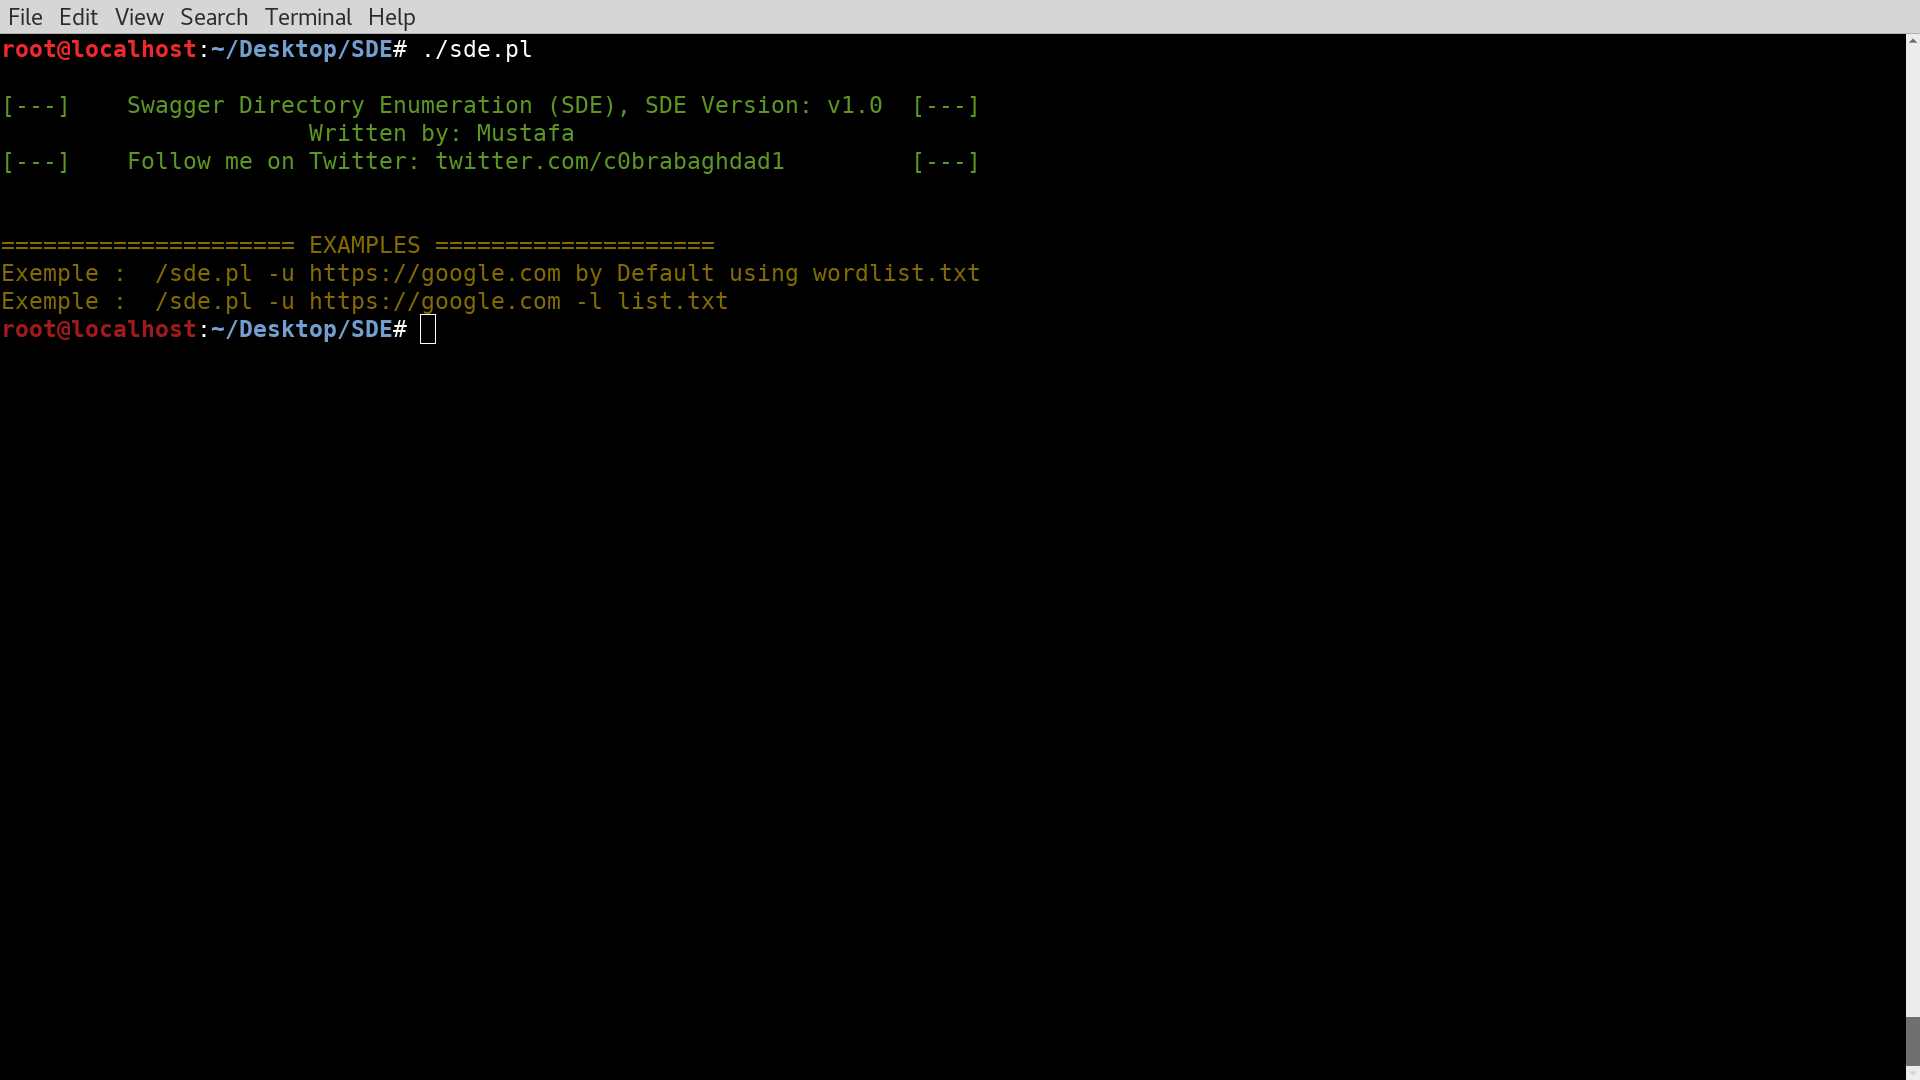 File Edit View Search Terminal Help
root@localhost:~/Desktop/SDE# ./sde.pl
[---]    Swagger Directory Enumeration (SDE), SDE Version: v1.0  [---]
Written by: Mustafa
[---]    Follow me on Twitter: twitter.com/c0brabaghdad1         [---]
===================== EXAMPLES ====================
Exemple :  /sde.pl -u https://google.com by Default using wordlist.txt
Exemple :  /sde.pl -u https://google.com -l list.txt
root@localhost:~/Desktop/SDE#